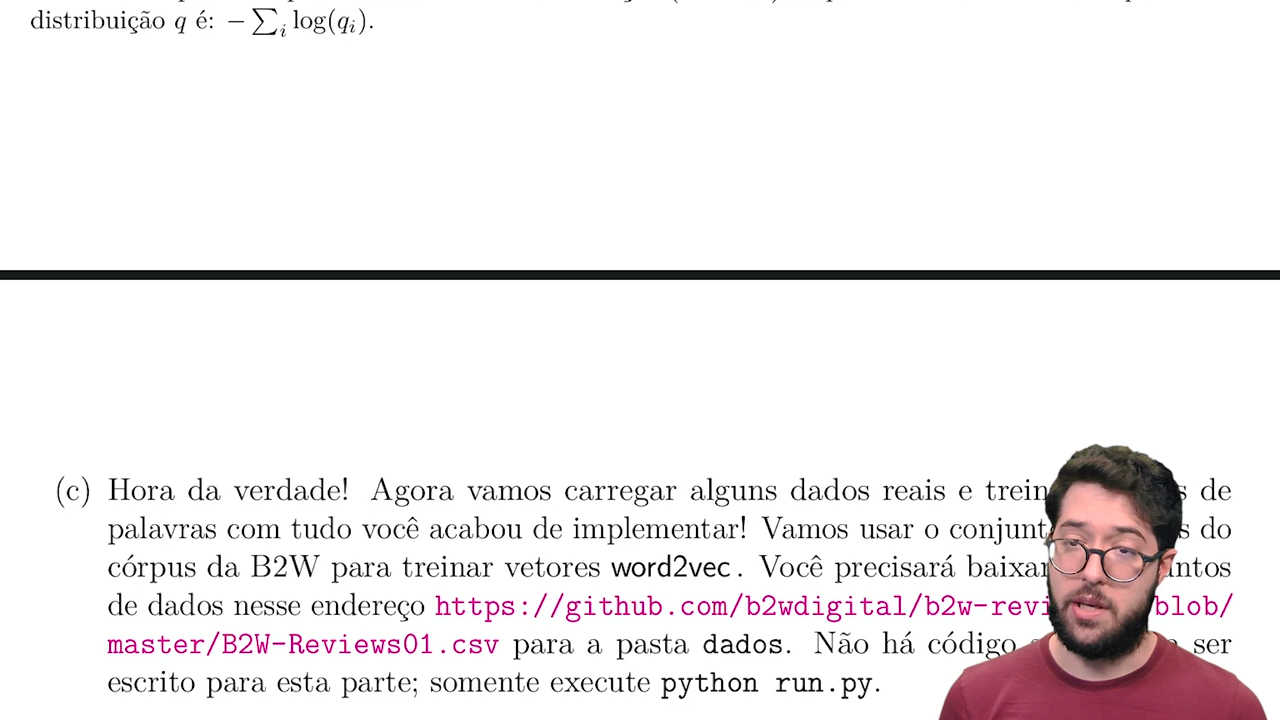 distribuição q é: − ∑ᵢ log(qᵢ).
(c) Hora da verdade! Agora vamos carregar alguns dados reais e de
palavras com tudo você acabou de implementar! Vamos usar o do
córpus da B2W para treinar vetores word2vec. Você precisará
de dados nesse endereço https://github.com/b2wdigital/b2w-revi blob/
master/B2W-Reviews01.csv para a pasta dados. Não há código ser
escrito para esta parte; somente execute python run.py.